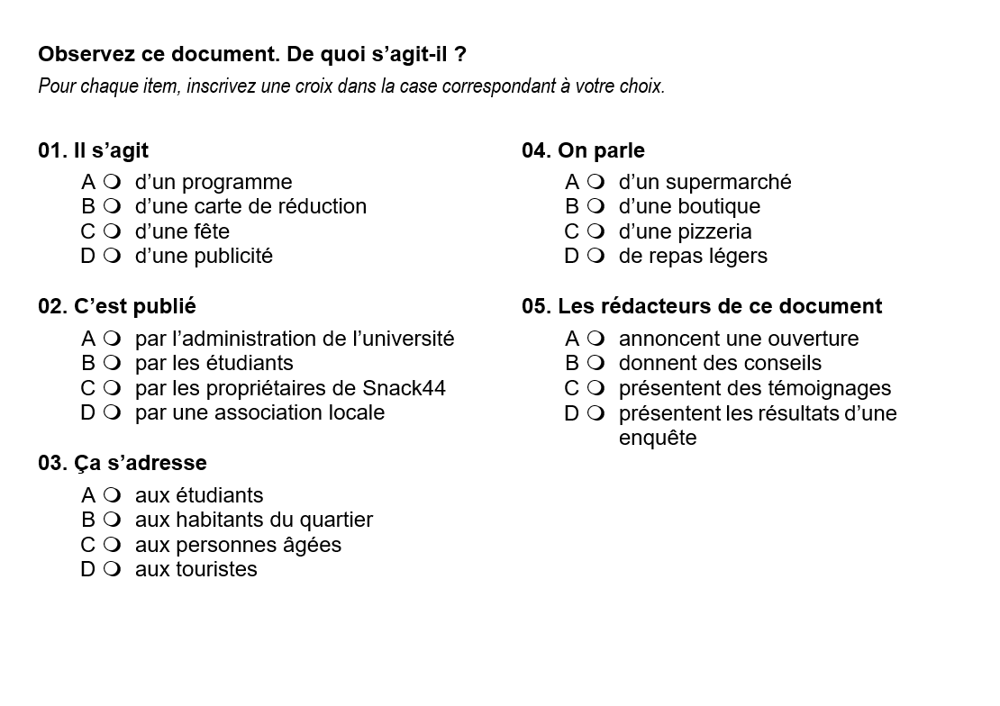 Observez ce document. De quoi s’agit-il ?
Pour chaque item, inscrivez une croix dans la case correspondant à votre choix.
01. Il s’agit
A ❍ d’un programme
B ❍ d’une carte de réduction
C ❍ d’une fête
D ❍ d’une publicité
02. C’est publié
A ❍ par l’administration de l’université
B ❍ par les étudiants
C ❍ par les propriétaires de Snack44
D ❍ par une association locale
03. Ça s’adresse
A ❍ aux étudiants
B ❍ aux habitants du quartier
C ❍ aux personnes âgées
D ❍ aux touristes
04. On parle
A ❍ d’un supermarché
B ❍ d’une boutique
C ❍ d’une pizzeria
D ❍ de repas légers
05. Les rédacteurs de ce document
A ❍ annoncent une ouverture
B ❍ donnent des conseils
C ❍ présentent des témoignages
D ❍ présentent les résultats d’une
enquête